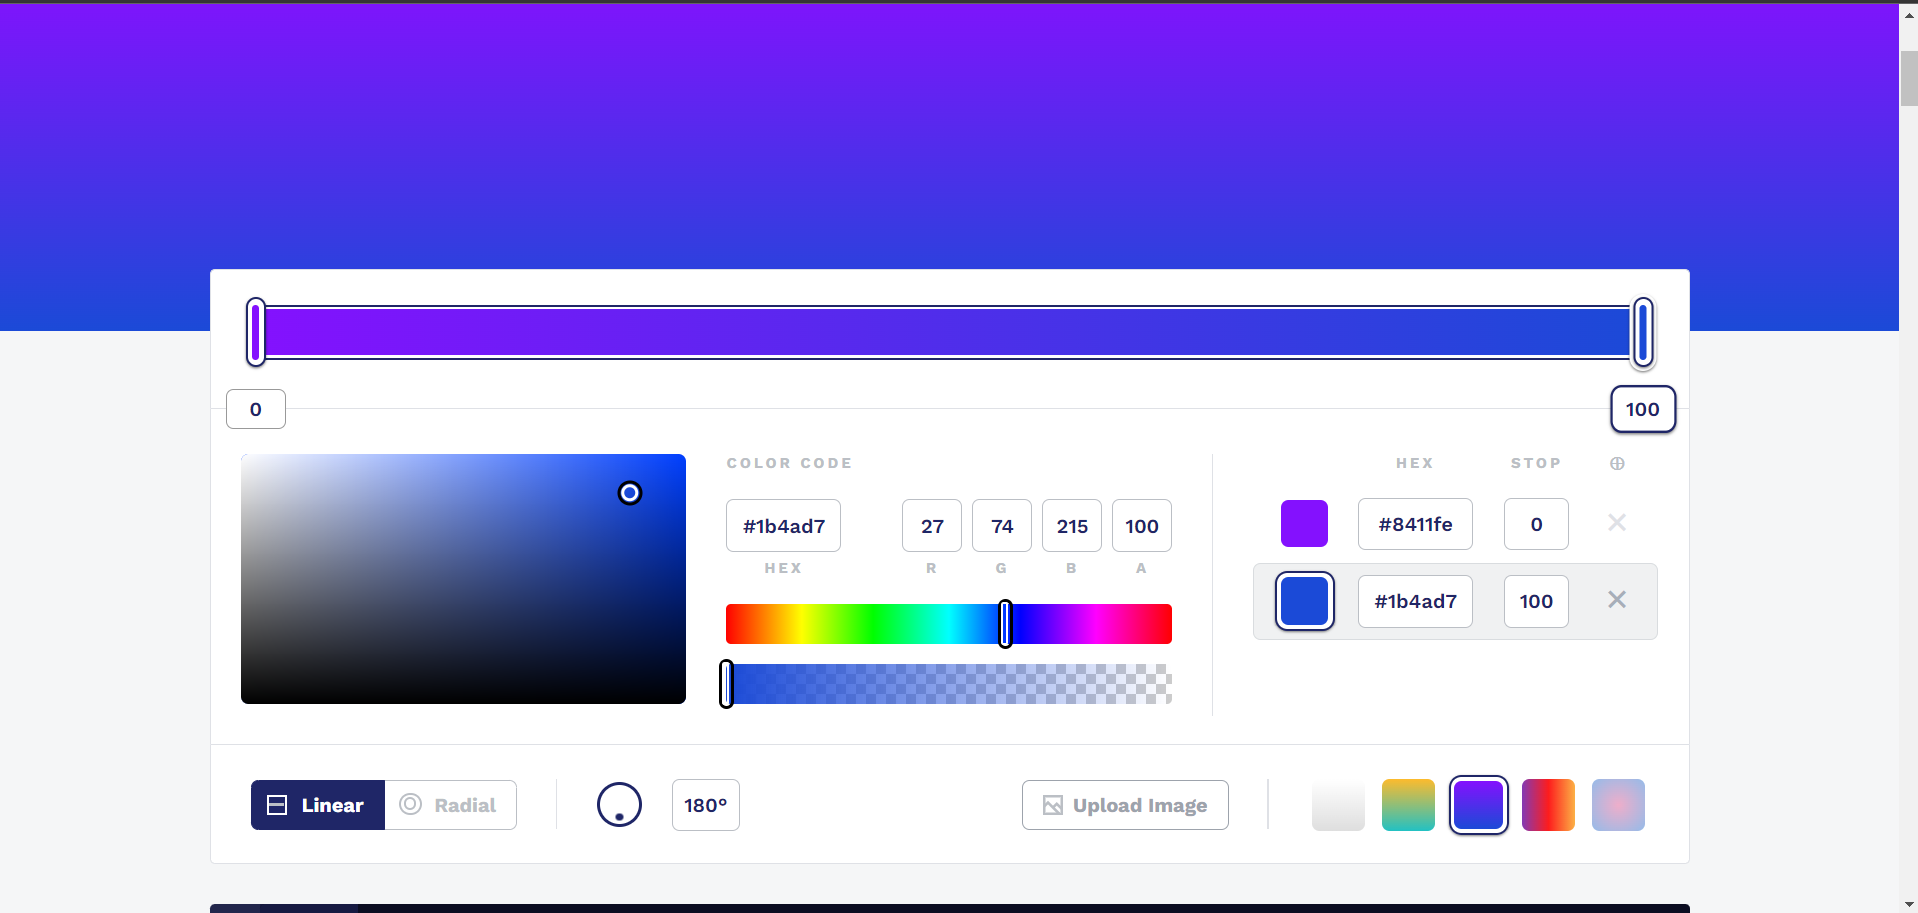 0
100
COLOR CODE
#1b4ad7 27 74 215 100
HEX R G B A
HEX STOP
#8411fe 0
#1b4ad7 100
Linear Radial 180° Upload Image